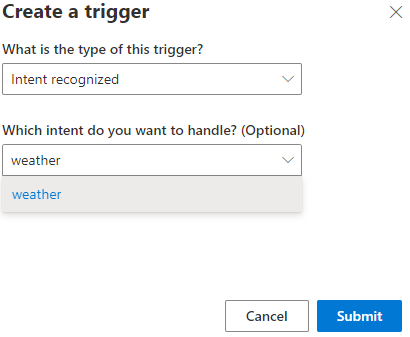 Create a trigger
What is the type of this trigger?
Intent recognized
Which intent do you want to handle? (Optional)
weather
weather
Cancel Submit